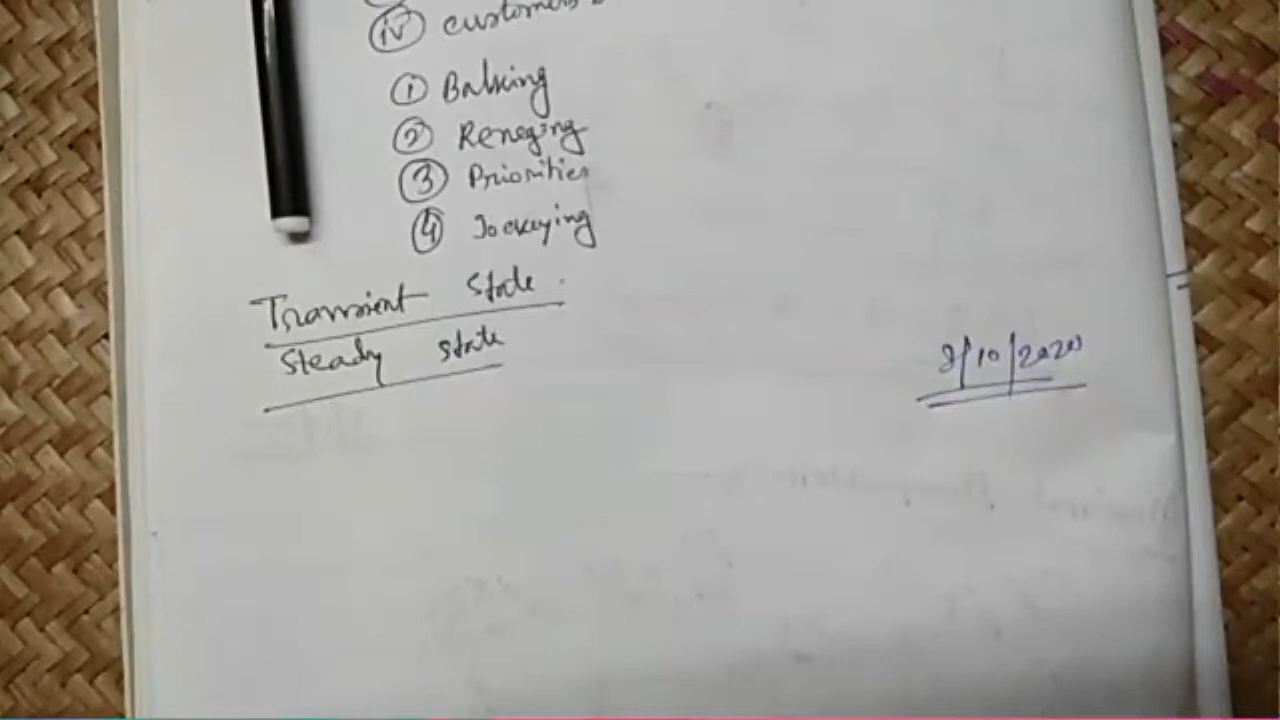 (iv) customers
① Balking
② Reneging
③ Priorities
④ Jockeying
Transient state.
Steady state
8/10/2020